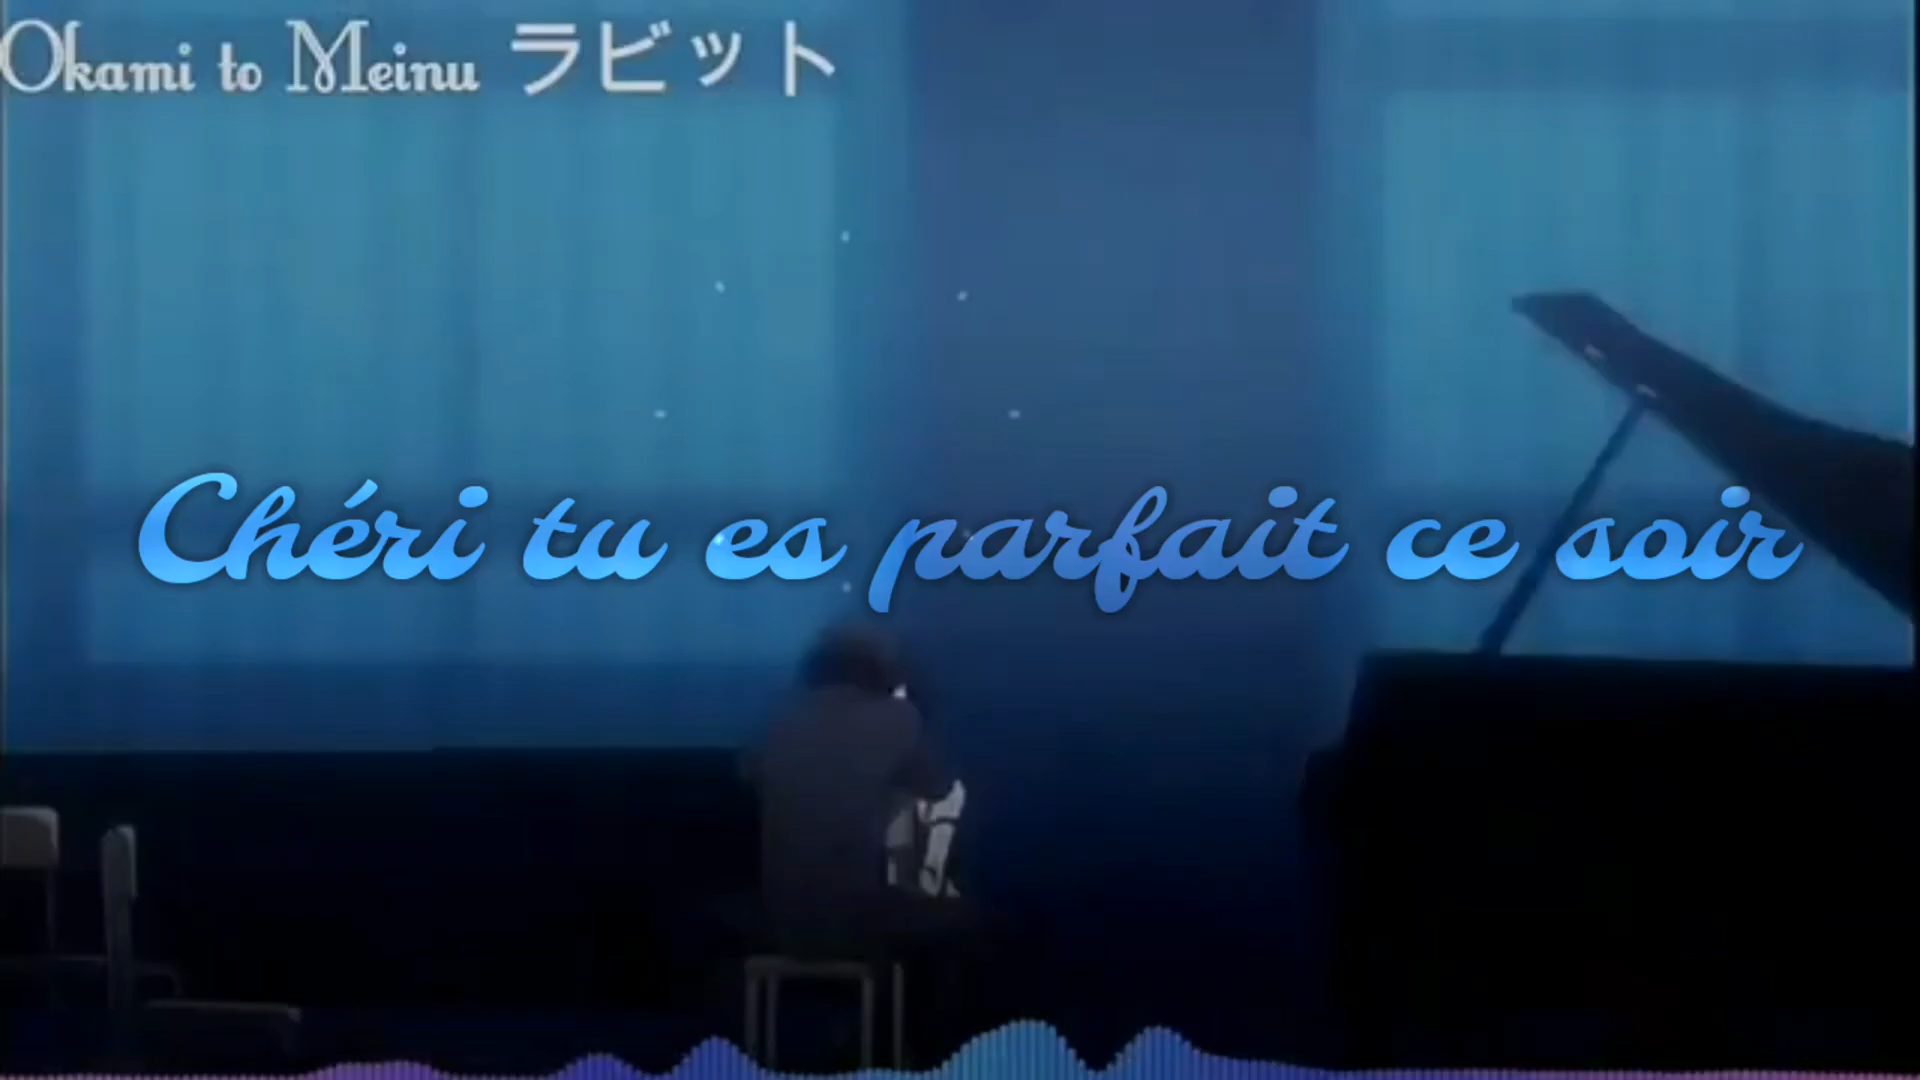 Okami to Meinu ラビット
Chéri tu es parfait ce soir